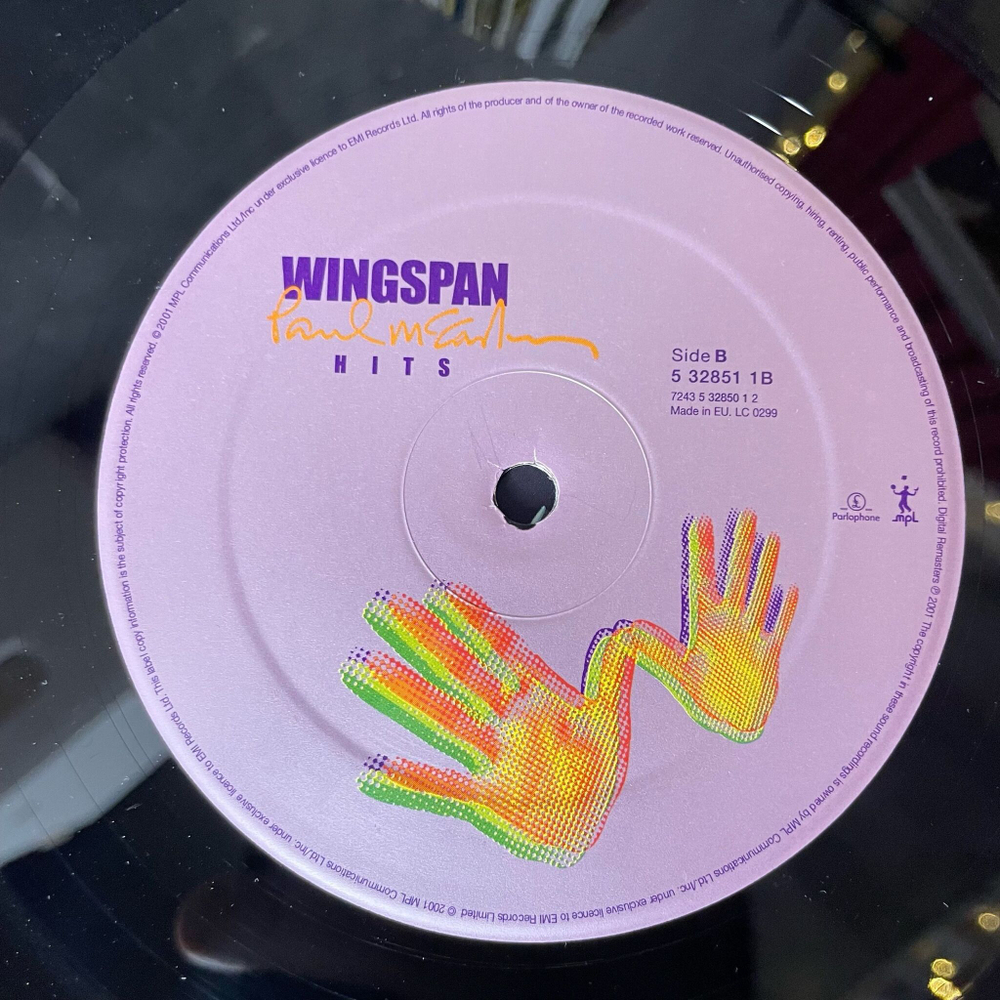 WINGSPAN
Paul McCartney
HITS
Side B
5 32851 1B
7243 5 32850 1 2
Made in EU. LC 0299
£
Parlophone
mpL
℗ 2001 MPL Communications Ltd./Inc. under exclusive licence to EMI Records Ltd. This label copy information is the subject of copyright protection. All rights reserved. © 2001 MPL Communications Ltd./Inc under exclusive licence to EMI Records Ltd. All rights of the producer and of the owner of the recorded work reserved. Unauthorised copying, hiring, renting, public performance and broadcasting of this record prohibited. Digital Remasters ℗ 2001 The copyright in these sound recordings is owned by MPL Communications Ltd./Inc. under exclusive licence to EMI Records Limited